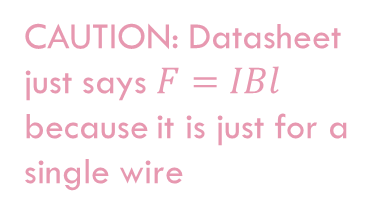 CAUTION: Datasheet
just says 𝐹 = 𝐼𝐵𝑙
because it is just for a
single wire